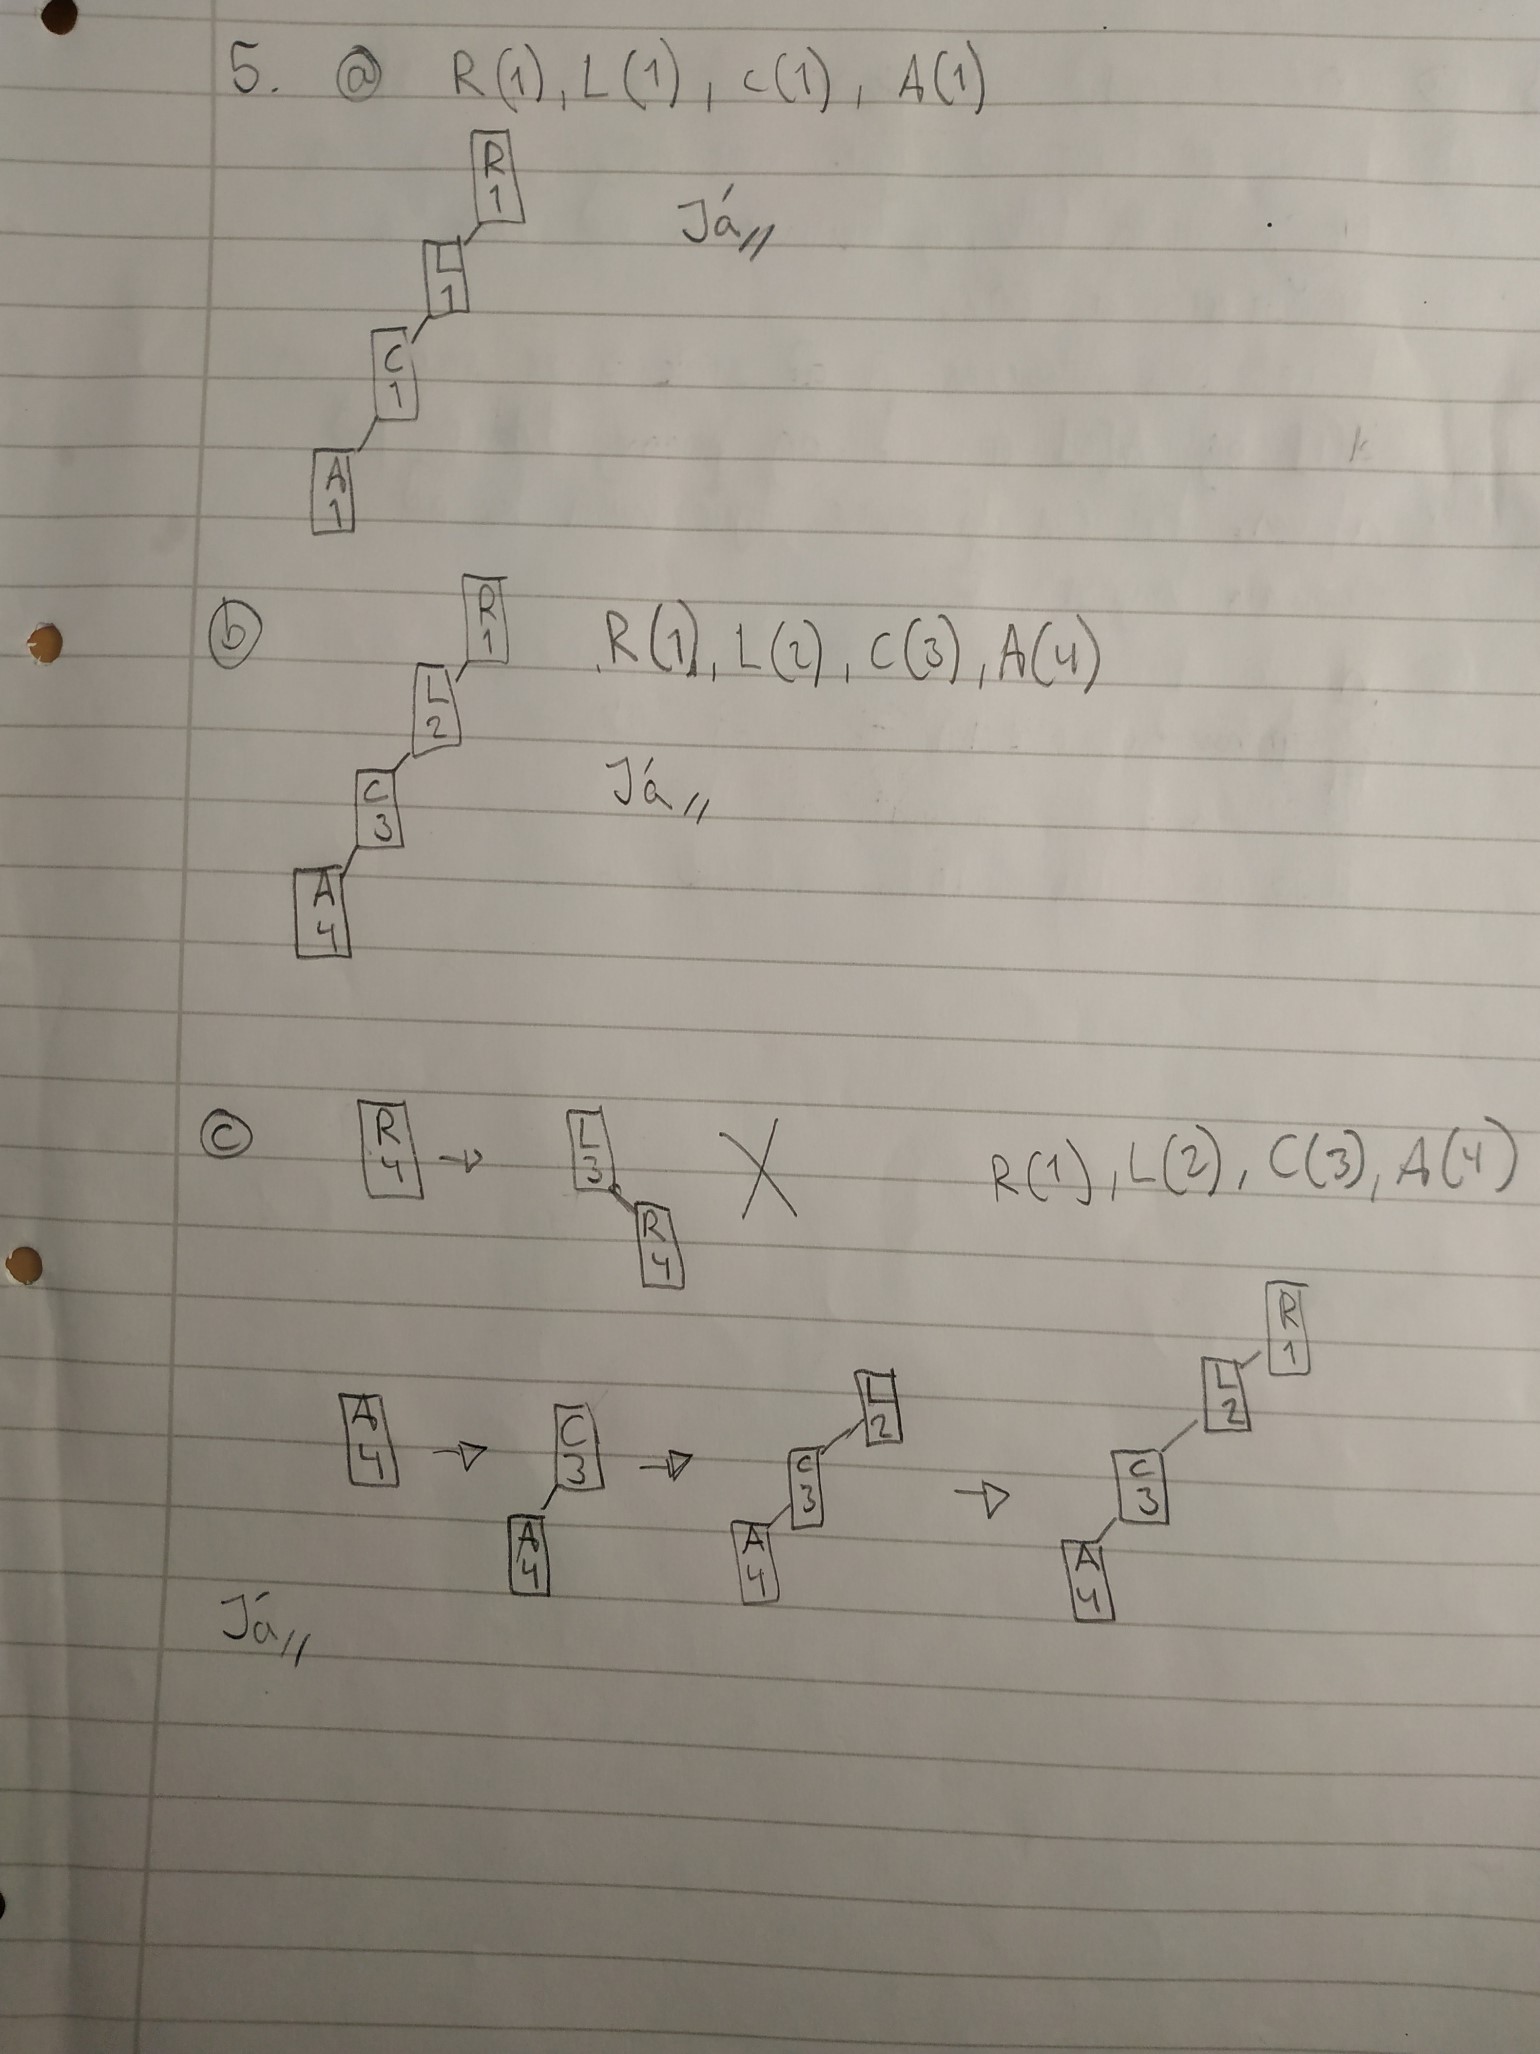 5. a R(1), L(1), C(1), A(1)
R
1
Já
L
1
C
1
A
1
b
R
1
R(1), L(2), C(3), A(4)
L
2
Já
C
3
A
4
c
R
4 →
L
3
R
4
X
R(1), L(2), C(3), A(4)
A
4 →
C
3 →
A
4
L
2
C
3 →
A
4
R
1
L
2
C
3
A
4
Já